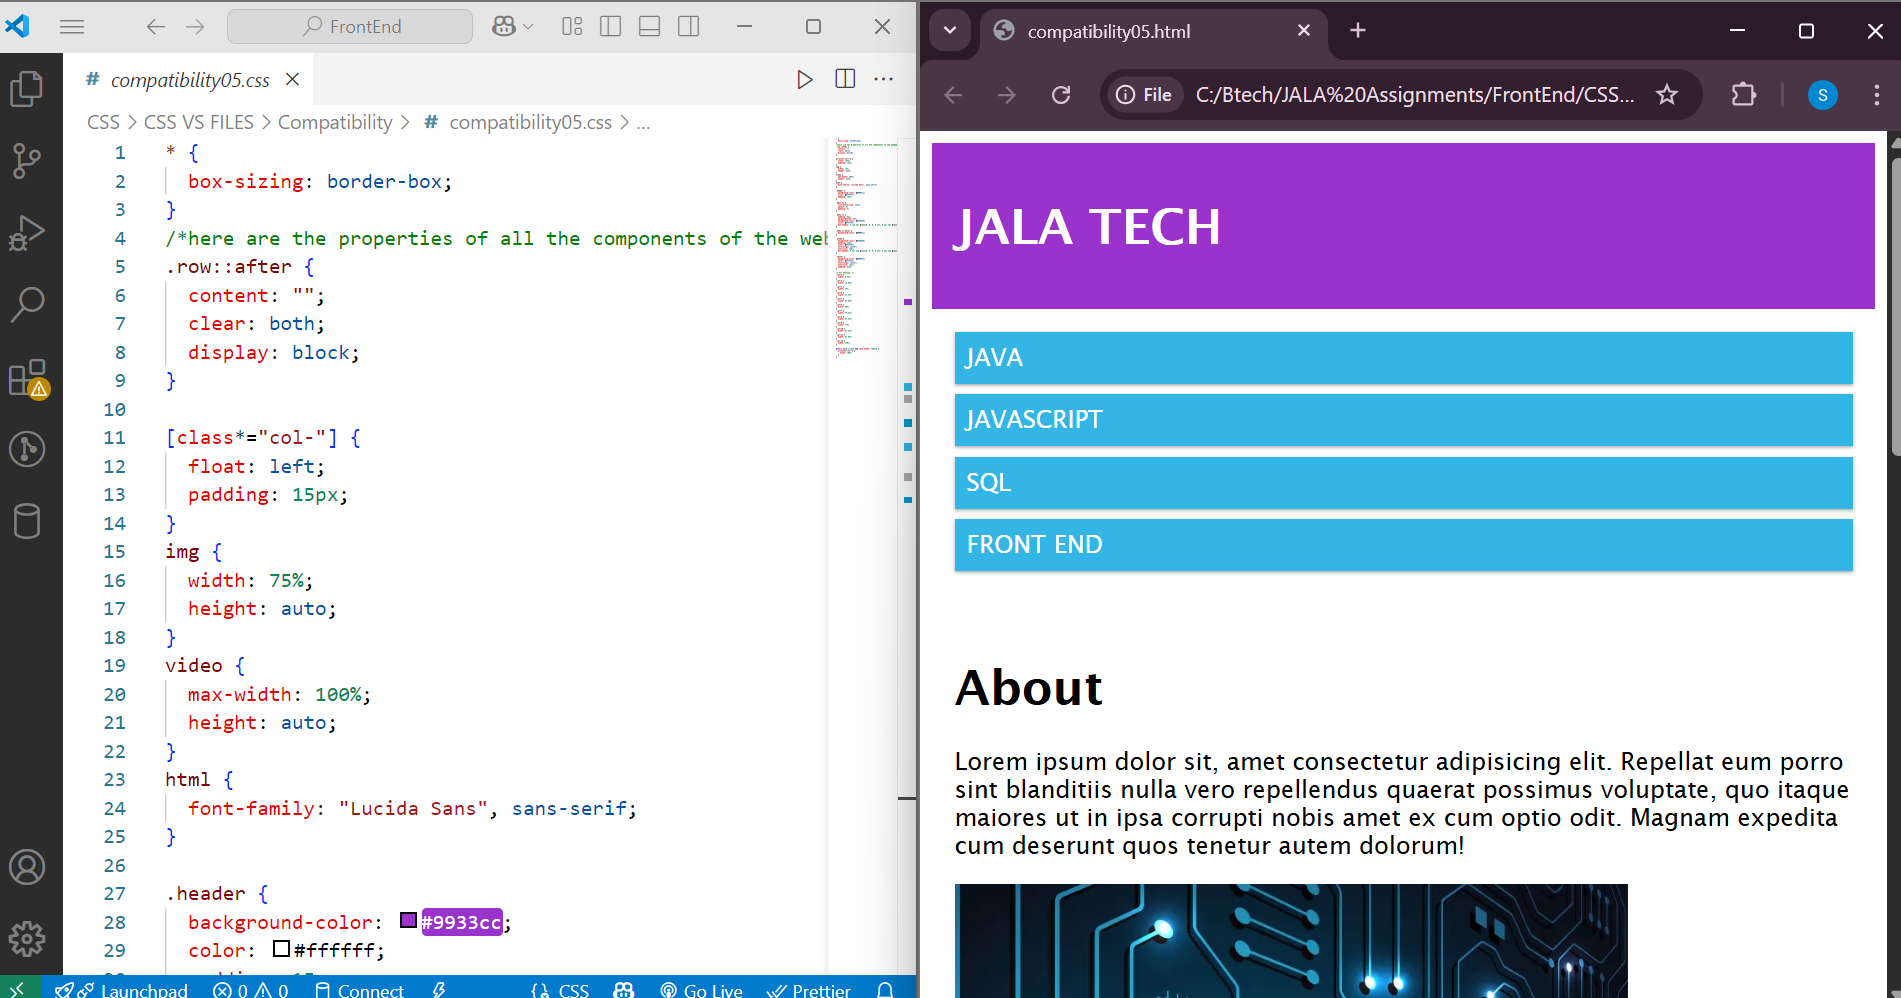 FrontEnd
# compatibility05.css
CSS > CSS VS FILES > Compatibility > # compatibility05.css > ...
1 * {
2 box-sizing: border-box;
3 }
4 /*here are the properties of all the components of the web
5 .row::after {
6 content: "";
7 clear: both;
8 display: block;
9 }
10
11 [class*="col-"] {
12 float: left;
13 padding: 15px;
14 }
15 img {
16 width: 75%;
17 height: auto;
18 }
19 video {
20 max-width: 100%;
21 height: auto;
22 }
23 html {
24 font-family: "Lucida Sans", sans-serif;
25 }
26
27 .header {
28 background-color: #9933cc;
29 color: #ffffff;
Launchpad 0 0 Connect {} CSS Go Live Prettier
compatibility05.html
File C:/Btech/JALA%20Assignments/FrontEnd/CSS... S
JALA TECH
JAVA
JAVASCRIPT
SQL
FRONT END
About
Lorem ipsum dolor sit, amet consectetur adipisicing elit. Repellat eum porro
sint blanditiis nulla vero repellendus quaerat possimus voluptate, quo itaque
maiores ut in ipsa corrupti nobis amet ex cum optio odit. Magnam expedita
cum deserunt quos tenetur autem dolorum!